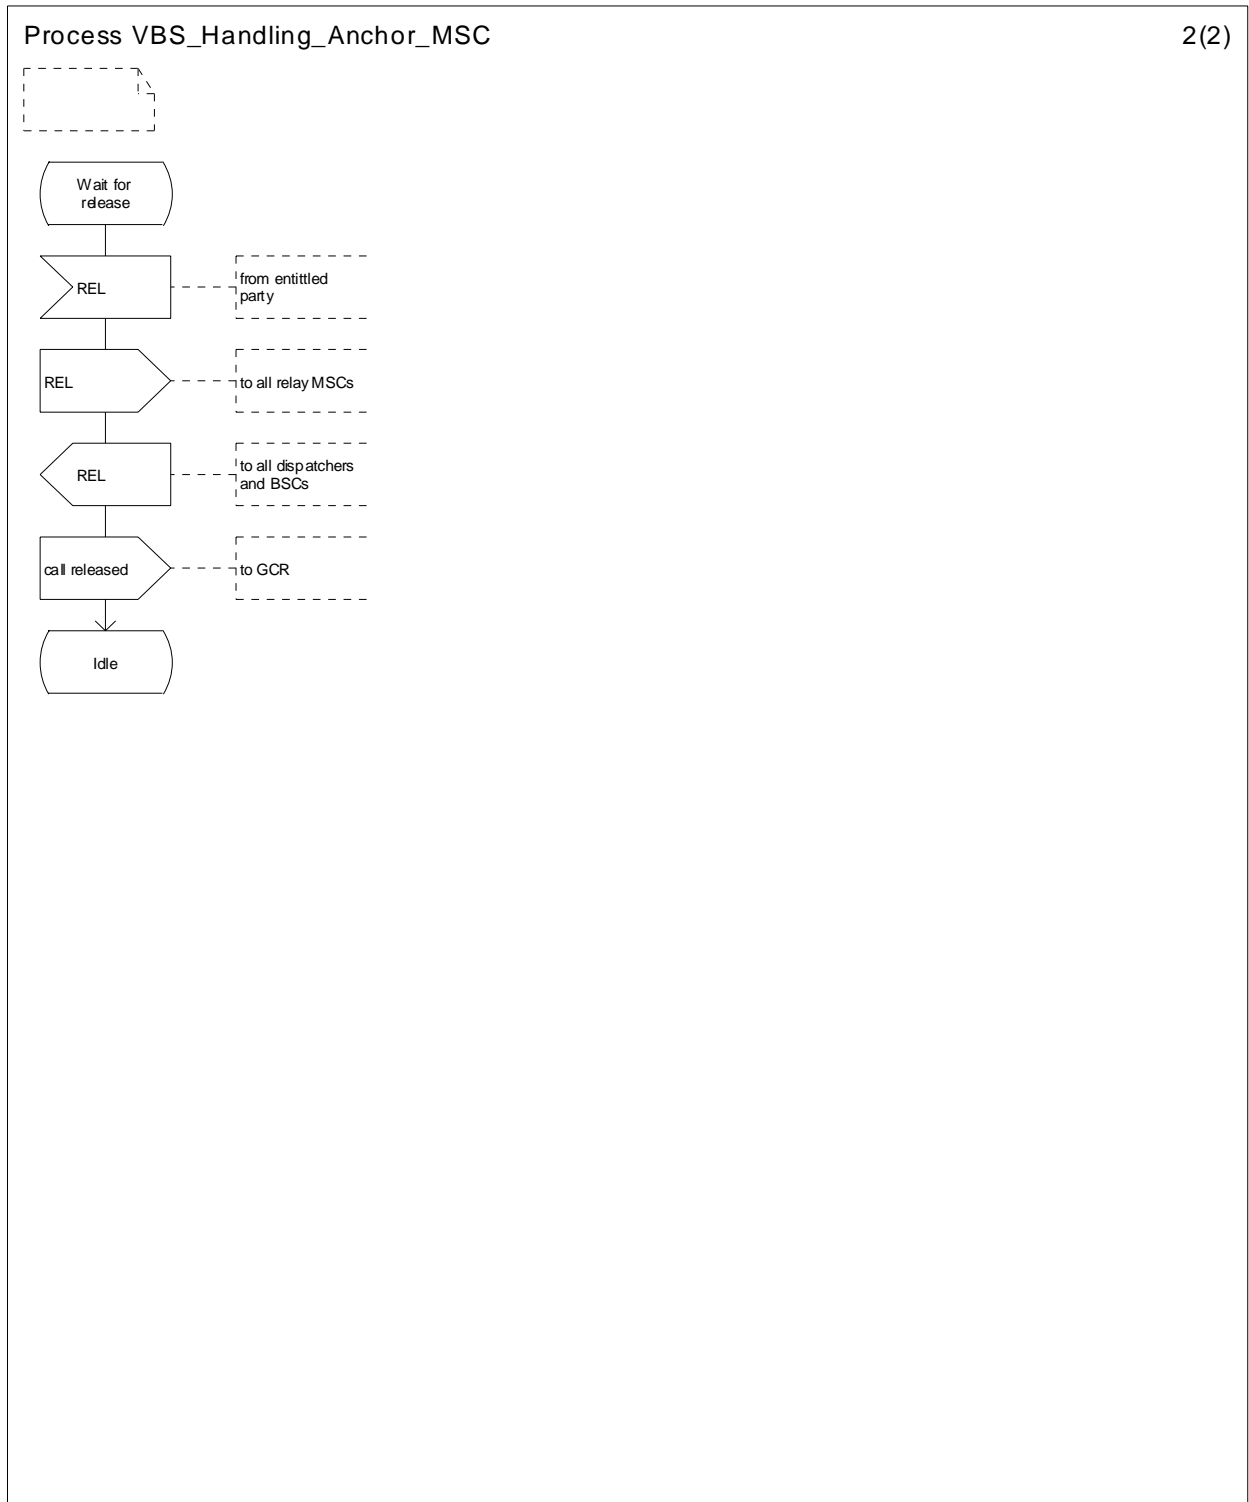 Process VBS_Handling_Anchor_MSC
2(2)
Wait for
release
REL
from entittled
party
REL
to all relay MSCs
REL
to all dispatchers
and BSCs
call released
to GCR
Idle